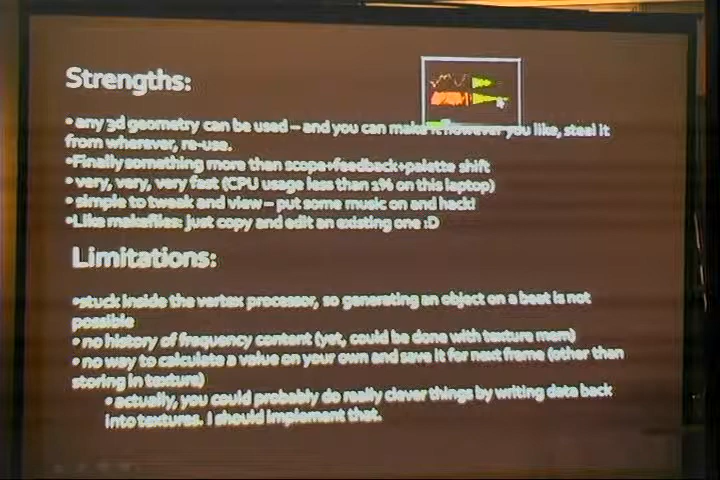 Strengths:
• any 3d geometry can be used – and you can make it however you like, steal it
from wherever, re-use.
•Finally something more than scope+feedback+palette shift
• very, very, very fast (CPU usage less than 1% on this laptop)
• simple to tweak and view – put some music on and hack!
•Like makefiles: just copy and edit an existing one :D
Limitations:
•stuck inside the vertex processor, so generating an object on a beat is not
possible
• no history of frequency content (yet, could be done with texture mem)
• no way to calculate a value on your own and save it for next frame (other than
storing in texture)
• actually, you could probably do really clever things by writing data back
into textures. I should implement that.